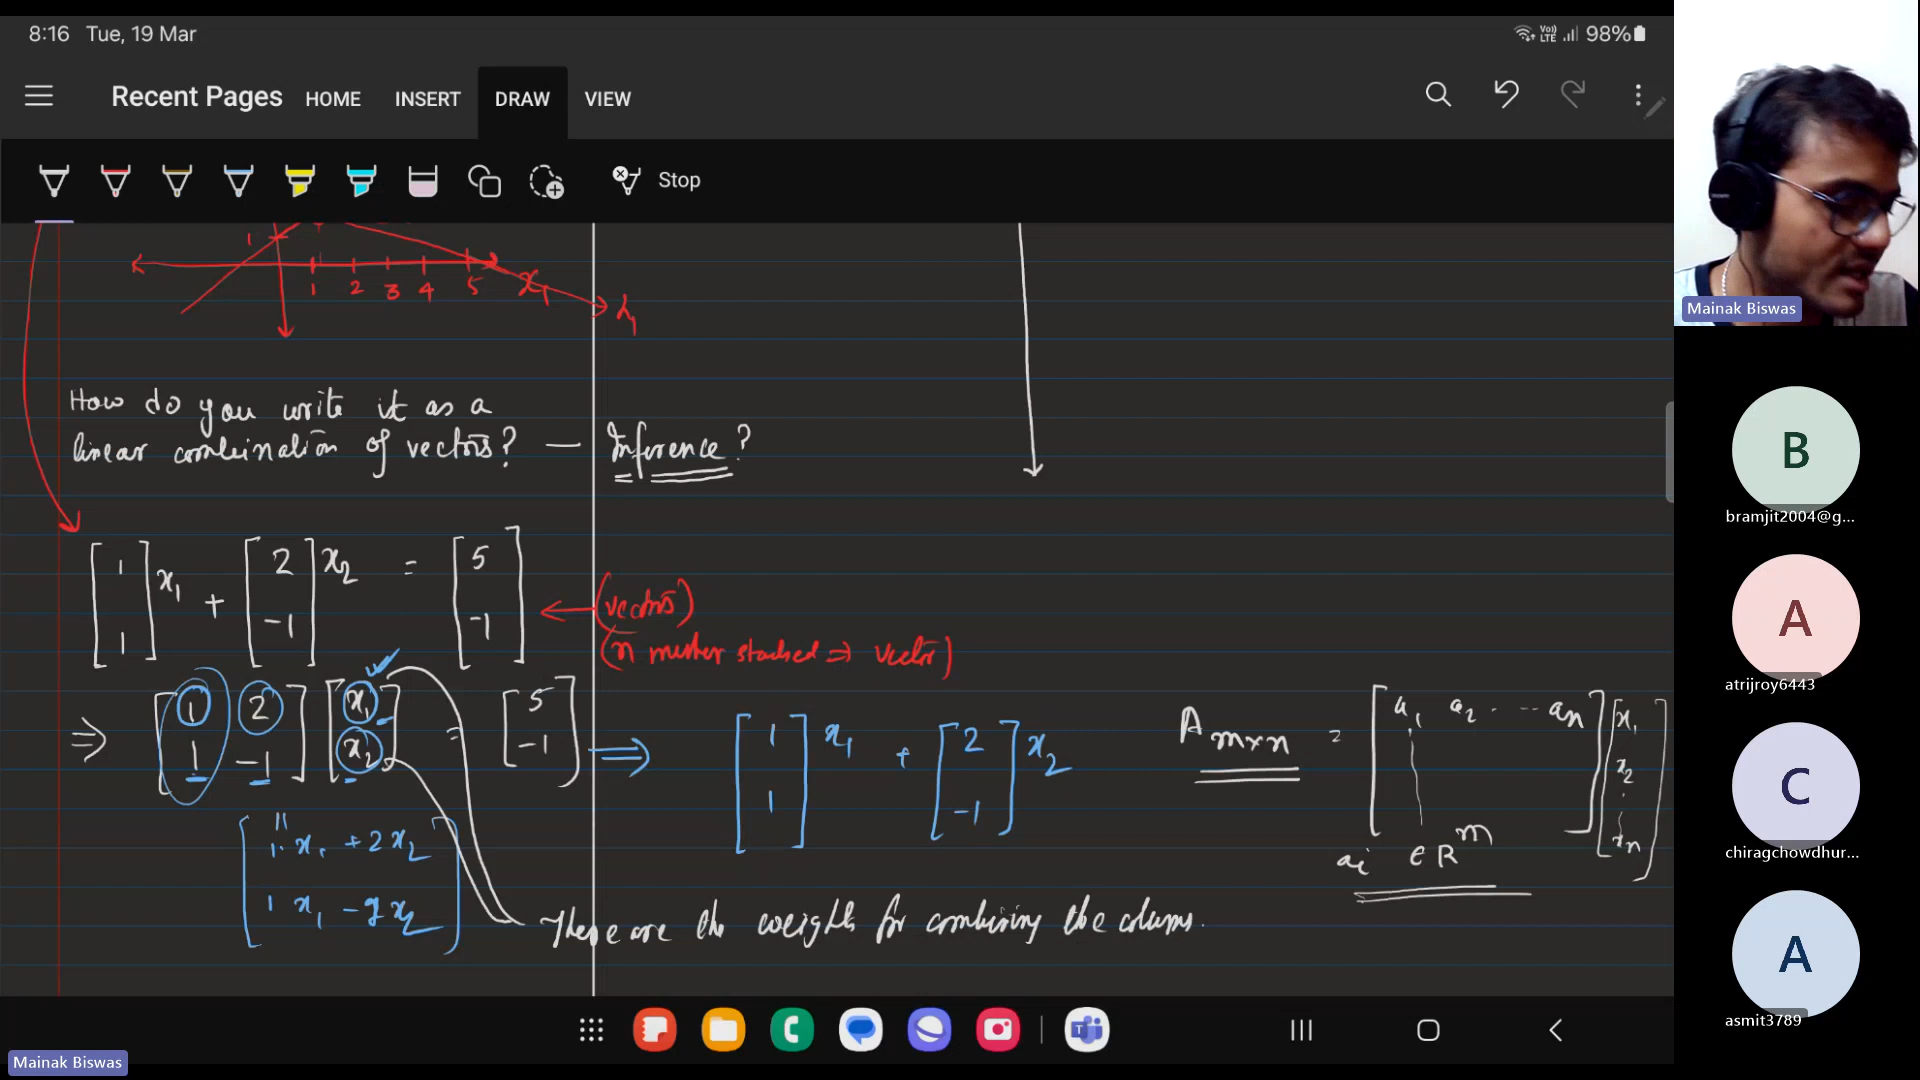 8:16 Tue, 19 Mar
Vo)) LTE 98%
Recent Pages HOME INSERT DRAW VIEW
Stop
Mainak Biswas
1
1 2 3 4 5 x₁
L₁
How do you write it as a
linear combination of vectors? — Inference?
[1 1] x₁ + [2 -1] x₂ = [5 -1]
(vectors)
(n number stacked ⇒ vector)
⇒ [1 2 1 -1] [x₁ x₂] = [5 -1] ⇒ [1 1] x₁ + [2 -1] x₂
A m×n = [a₁ a₂ . . . aₙ] [x₁ x₂ . . xₙ]
aᵢ ∈ Rᵐ
1 x₁ + 2x₂
1 x₁ -
These are the weights for combining the columns.
B
bramjit2004@g...
A
atrijroy6443
C
chiragchowdhur...
A
asmit3789
Mainak Biswas